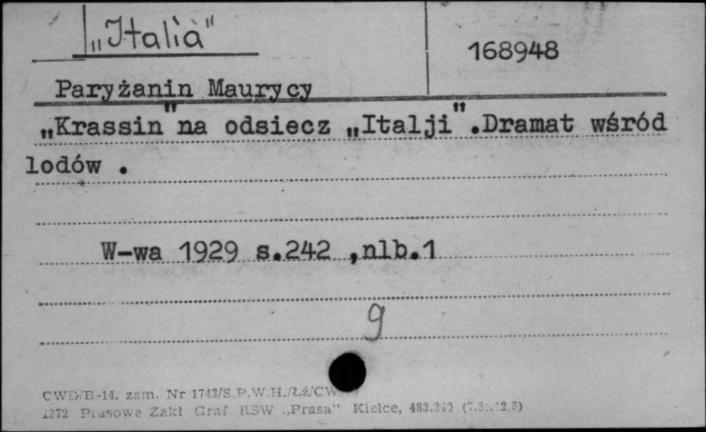 „Italia"
168948
Paryżanin Maurycy
„Krassin"na odsiecz „Italji".Dramat wśród
lodów .
W-wa 1929 s.242 ,nlb.1
9
CWD/B-14. zam. Nr 1743/S.P.W.H./Łż/CW
1272 Prasowe Zakł Graf RSW „Prasa" Kielce,